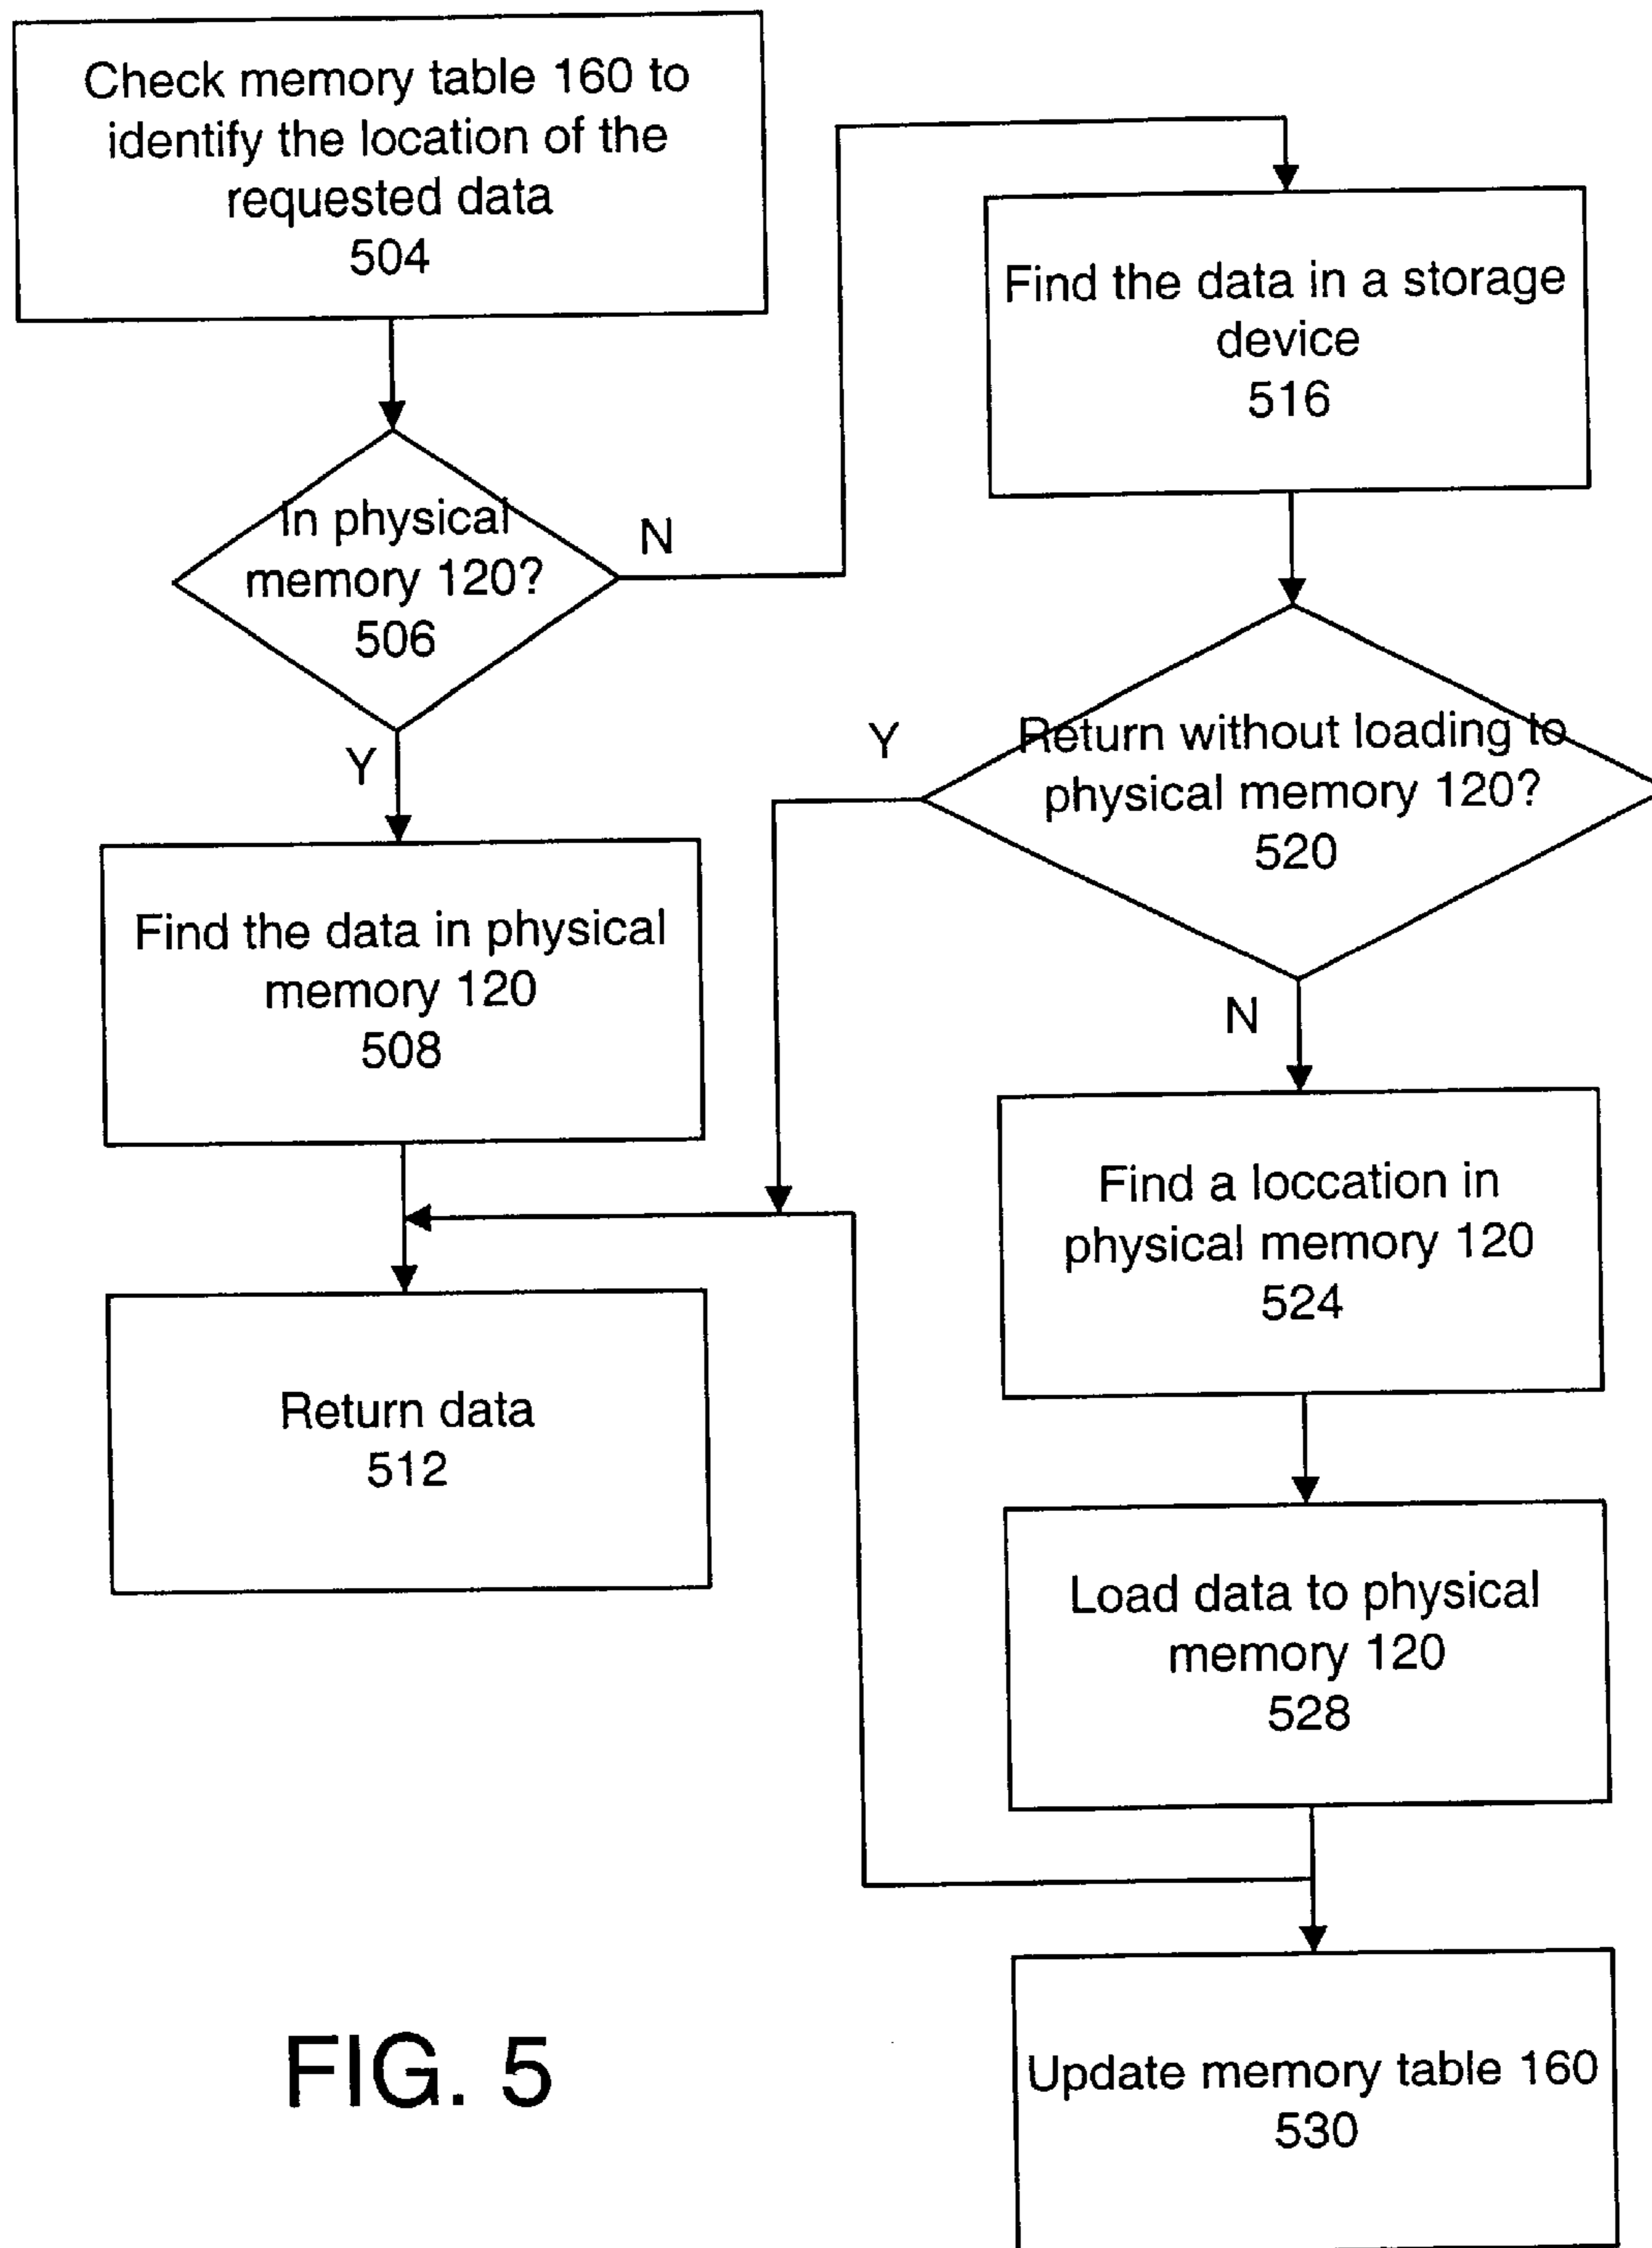 Check memory table 160 to
identify the location of the
requested data
504
In physical
memory 120?
506
N
Y
Find the data in physical
memory 120
508
Return data
512
Find the data in a storage
device
516
Return without loading to
physical memory 120?
520
Y
N
Find a loccation in
physical memory 120
524
Load data to physical
memory 120
528
Update memory table 160
530
FIG. 5